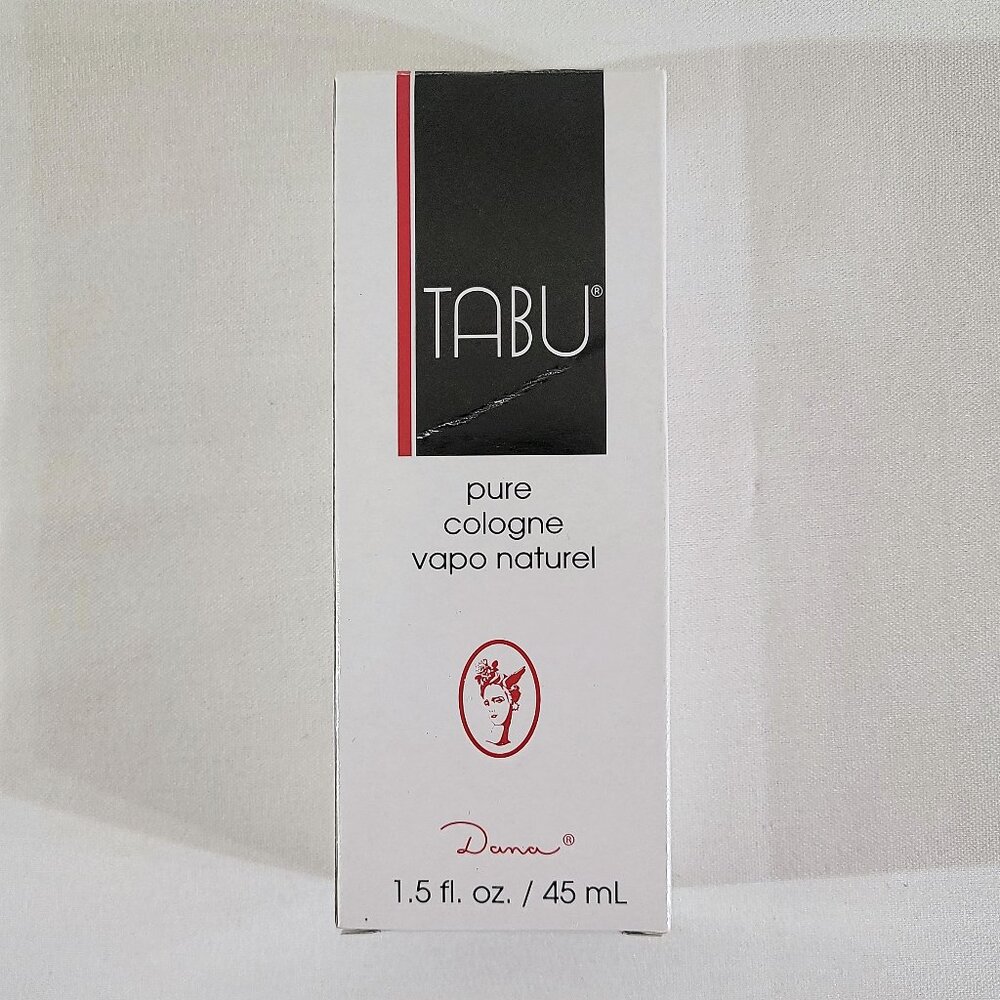 TABU®
pure
cologne
vapo naturel
Dana®
1.5 fl. oz. / 45 mL